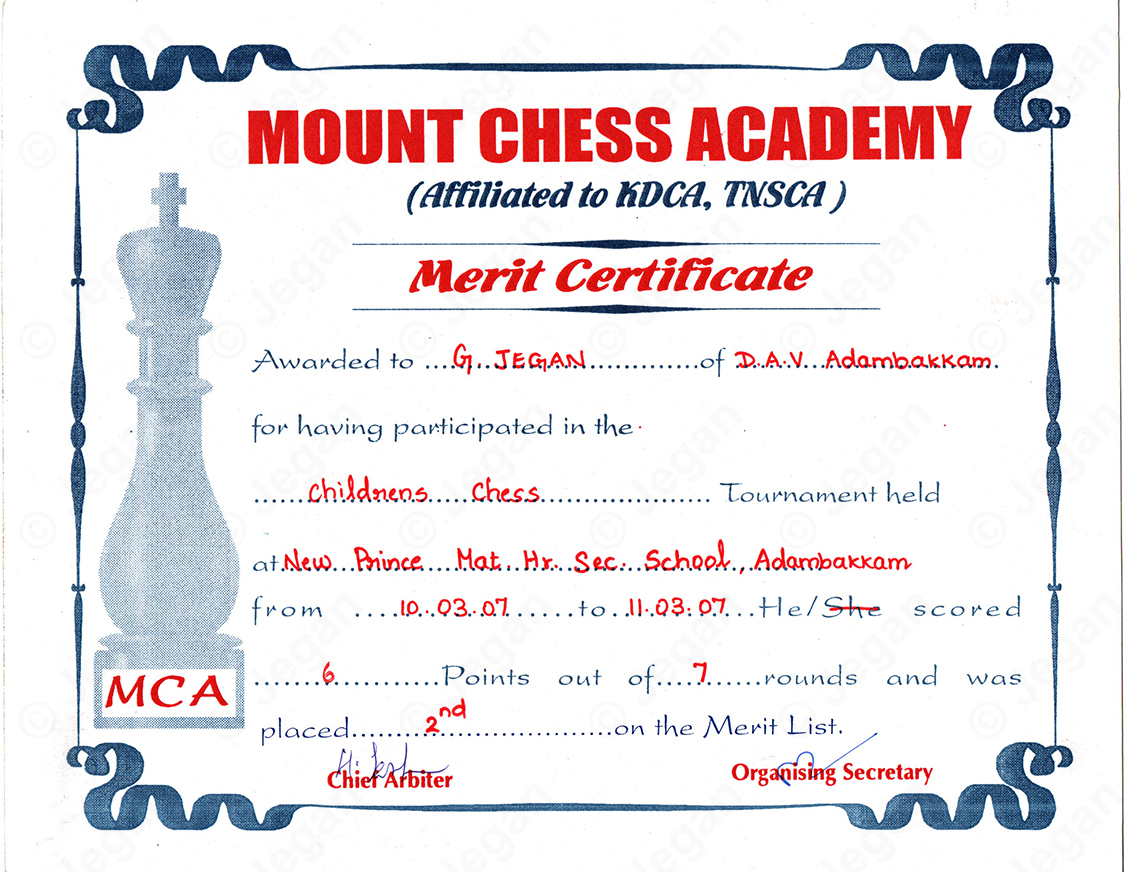 MOUNT CHESS ACADEMY
(Affiliated to KDCA, TNSCA)
Merit Certificate
Awarded to ...G. JEGAN..............of D.A.V Adambakkam.
for having participated in the
......Childrens Chess...................... Tournament held
at New Prince Mat. Hr. Sec. School, Adambakkam
from ....10.03.07......to...11.03.07...He/She scored
.......6...........Points out of....7......rounds and was
placed........2nd.................on the Merit List.
MCA
Chief Arbiter
Organising Secretary
© Jegan